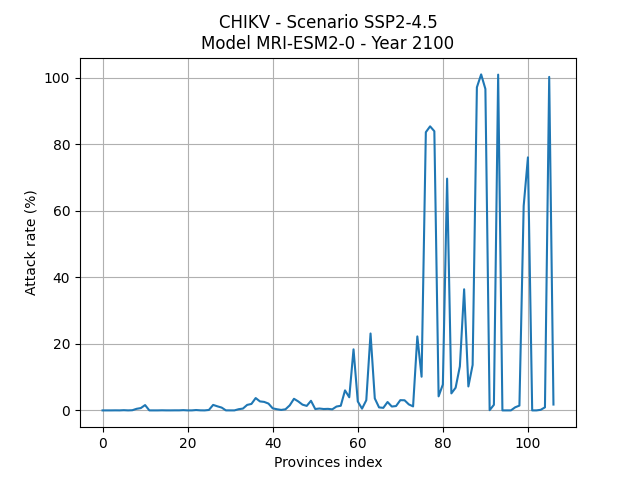 CHIKV - Scenario SSP2-4.5
Model MRI-ESM2-0 - Year 2100
100
80
60
40
20
0
Attack rate (%)
0 20 40 60 80 100
Provinces index